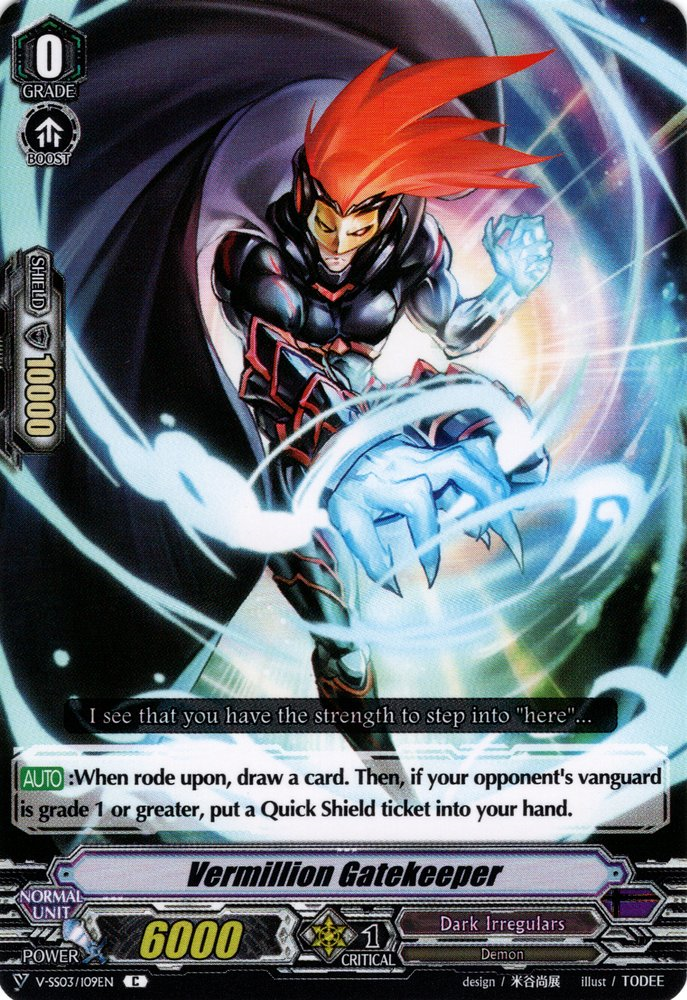 0
GRADE
BOOST
SHIELD
10000
I see that you have the strength to step into "here"...
AUTO :When rode upon, draw a card. Then, if your opponent's vanguard
is grade 1 or greater, put a Quick Shield ticket into your hand.
Vermillion Gatekeeper
NORMAL
UNIT
POWER
6000
1
CRITICAL
Dark Irregulars
Demon
V-SS03/109EN C
design / 米谷尚展
illust / TODEE